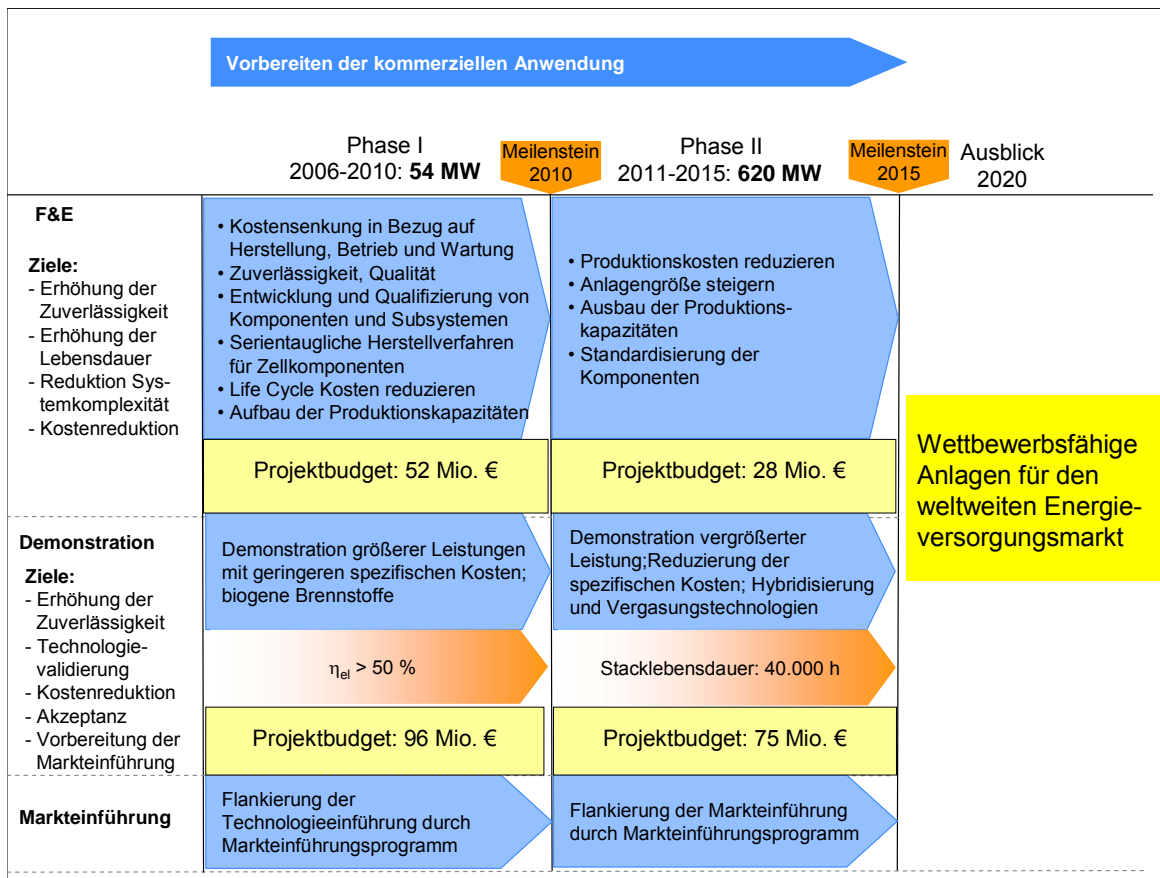 Vorbereiten der kommerziellen Anwendung
Phase I
2006-2010: 54 MW
Meilenstein
2010
Phase II
2011-2015: 620 MW
Meilenstein
2015
Ausblick
2020
F&E
Ziele:
- Erhöhung der
Zuverlässigkeit
- Erhöhung der
Lebensdauer
- Reduktion Sys-
temkomplexität
- Kostenreduktion
• Kostensenkung in Bezug auf
Herstellung, Betrieb und Wartung
• Zuverlässigkeit, Qualität
• Entwicklung und Qualifizierung von
Komponenten und Subsystemen
• Serientaugliche Herstellverfahren
für Zellkomponenten
• Life Cycle Kosten reduzieren
• Aufbau der Produktionskapazitäten
• Produktionskosten reduzieren
• Anlagengröße steigern
• Ausbau der Produktions-
kapazitäten
• Standardisierung der
Komponenten
Projektbudget: 52 Mio. €
Projektbudget: 28 Mio. €
Wettbewerbsfähige
Anlagen für den
weltweiten Energie-
versorgungsmarkt
Demonstration
Ziele:
- Erhöhung der
Zuverlässigkeit
- Technologie-
validierung
- Kostenreduktion
- Akzeptanz
- Vorbereitung der
Markteinführung
Demonstration größerer Leistungen
mit geringeren spezifischen Kosten;
biogene Brennstoffe
Demonstration vergrößerter
Leistung;Reduzierung der
spezifischen Kosten; Hybridisierung
und Vergasungstechnologien
ηel > 50 %
Stacklebensdauer: 40.000 h
Projektbudget: 96 Mio. €
Projektbudget: 75 Mio. €
Markteinführung
Flankierung der
Technologieeinführung durch
Markteinführungsprogramm
Flankierung der Markteinführung
durch Markteinführungsprogramm